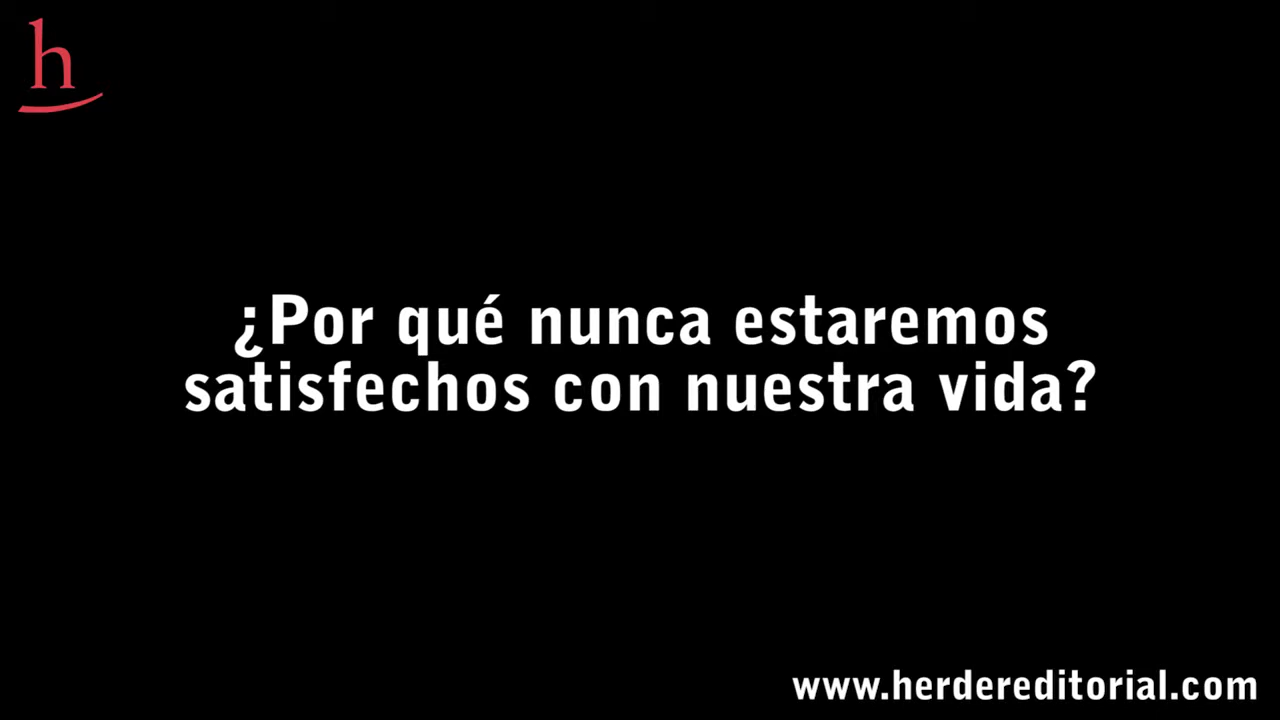 h
¿Por qué nunca estaremos
satisfechos con nuestra vida?
www.herdereditorial.com